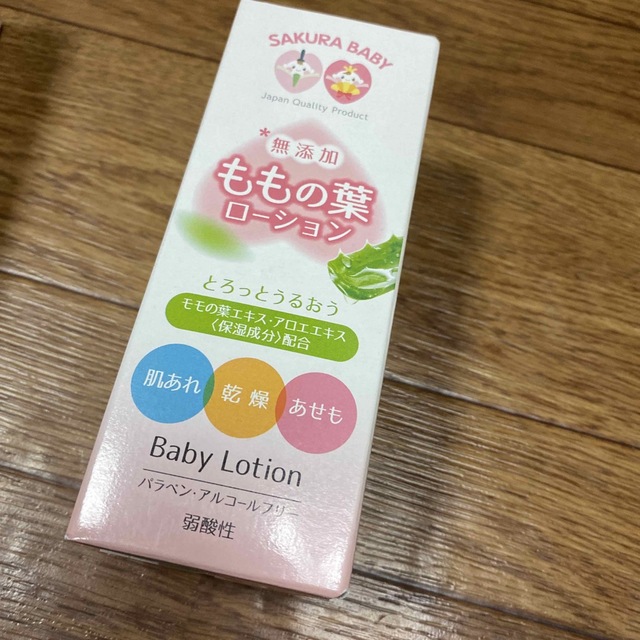 SAKURA BABY
Japan Quality Product
*無添加
ももの葉
ローション
とろっとうるおう
モモの葉エキス・アロエエキス
〈保湿成分〉配合
肌あれ 乾燥 あせも
Baby Lotion
パラベン・アルコールフリー
弱酸性